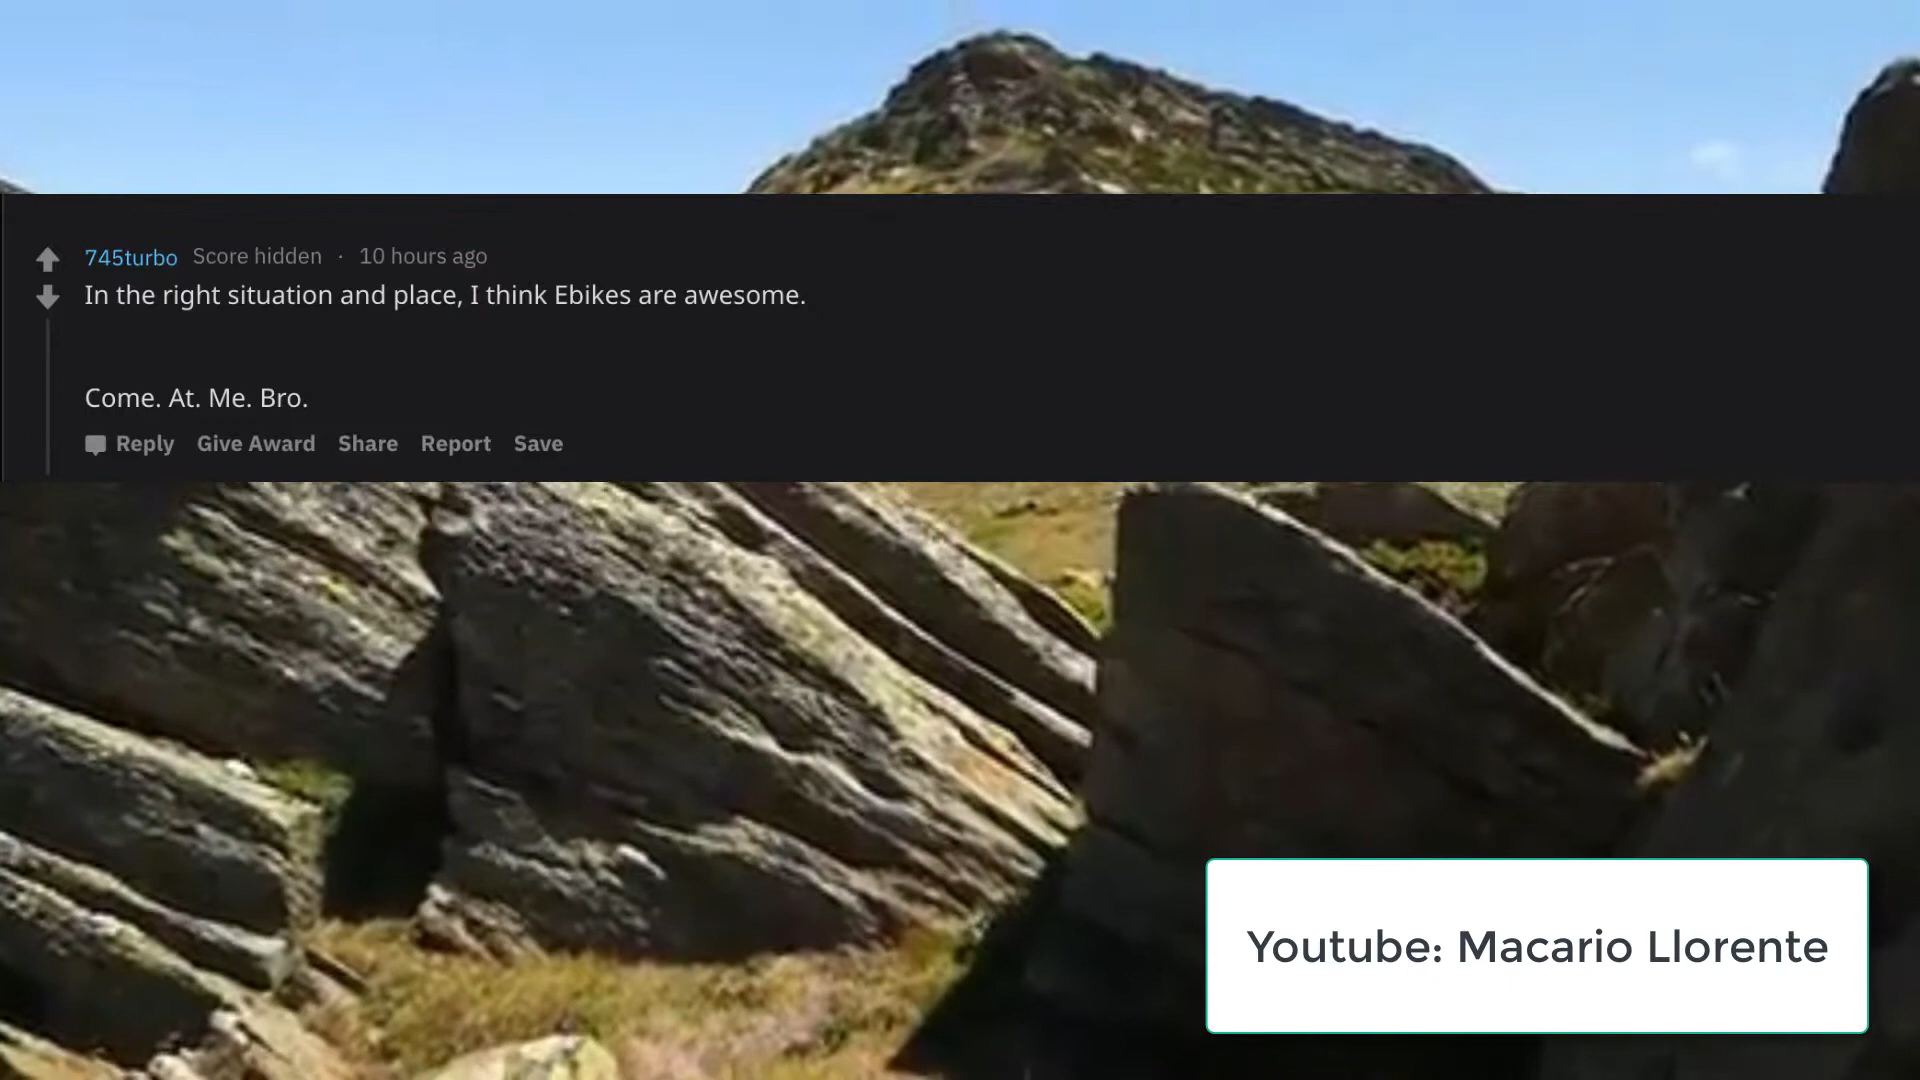 745turbo Score hidden · 10 hours ago
In the right situation and place, I think Ebikes are awesome.
Come. At. Me. Bro.
Reply Give Award Share Report Save
Youtube: Macario Llorente